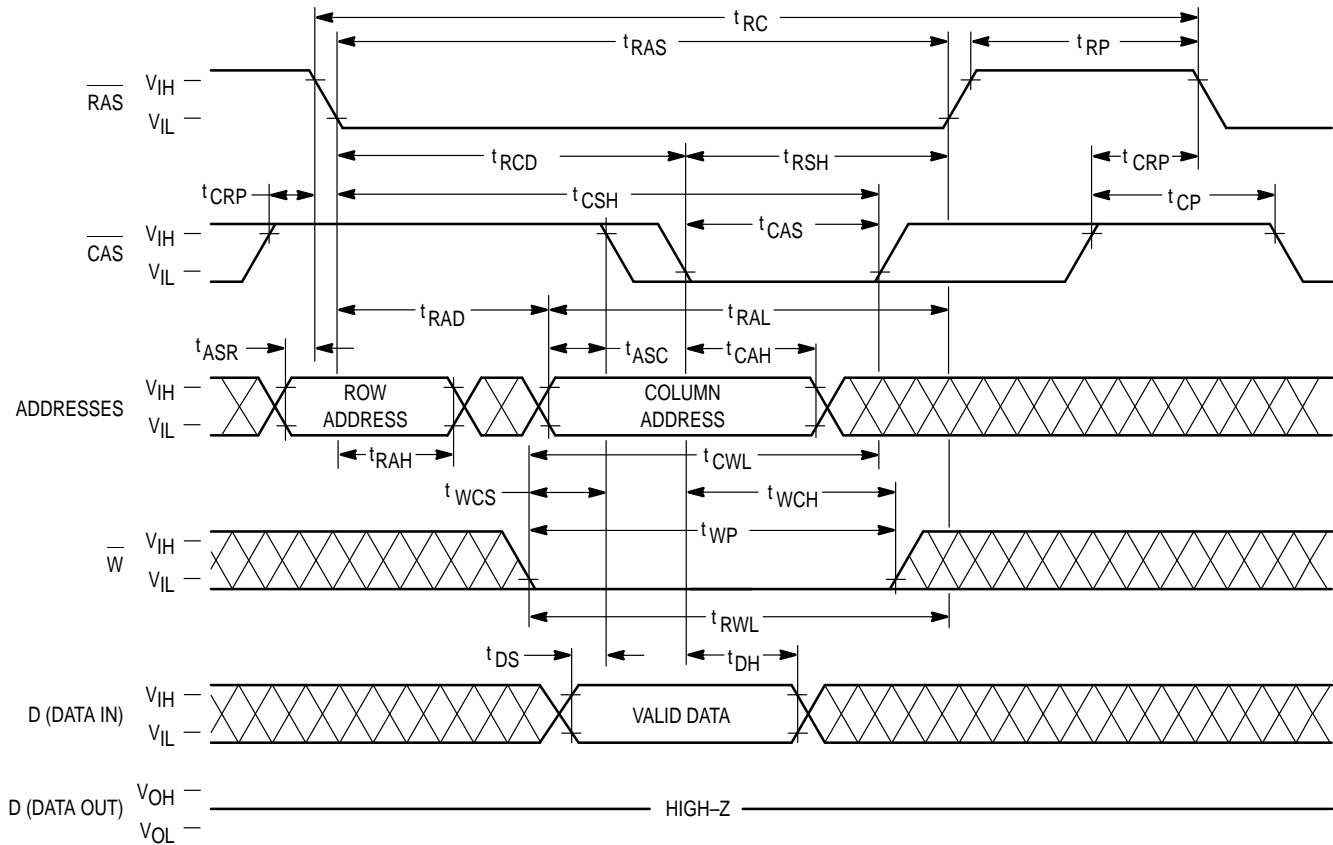 tRC
tRAS
tRP
RAS
VIH
VIL
tRCD
tRSH
tCRP
tCRP
tCSH
tCP
CAS
VIH
VIL
tCAS
tRAD
tRAL
tASR
tASC
tCAH
ADDRESSES
VIH
VIL
ROW
ADDRESS
COLUMN
ADDRESS
tRAH
tCWL
tWCS
tWCH
tWP
W
VIH
VIL
tRWL
tDS
tDH
D (DATA IN)
VIH
VIL
VALID DATA
D (DATA OUT)
VOH
VOL
HIGH–Z